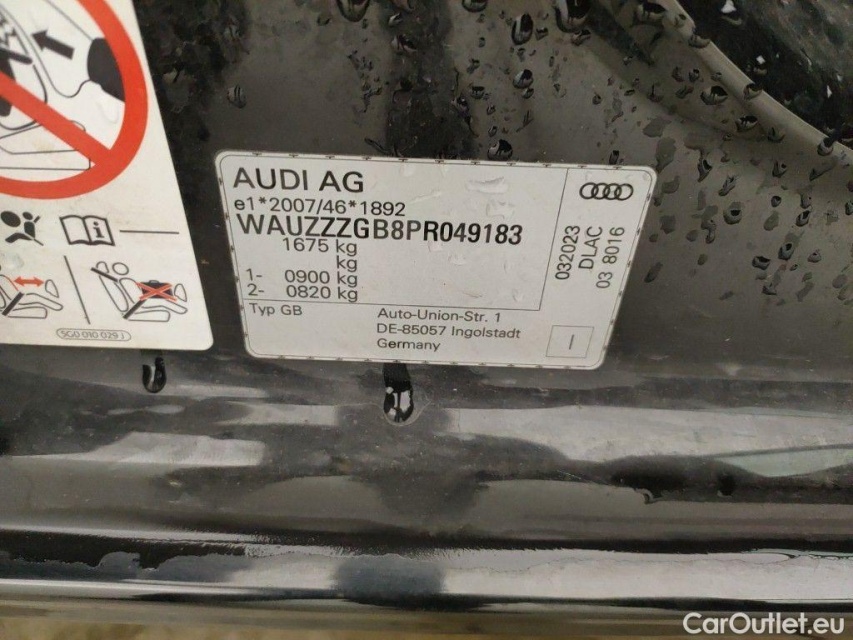 AUDI AG
e1*2007/46*1892
WAUZZZGB8PR049183
1675 kg
kg
1- 0900 kg
2- 0820 kg
Typ GB
Auto-Union-Str. 1
DE-85057 Ingolstadt
Germany
032023
DLAC
03 8016
5G0 010 029 J
CarOutlet.eu